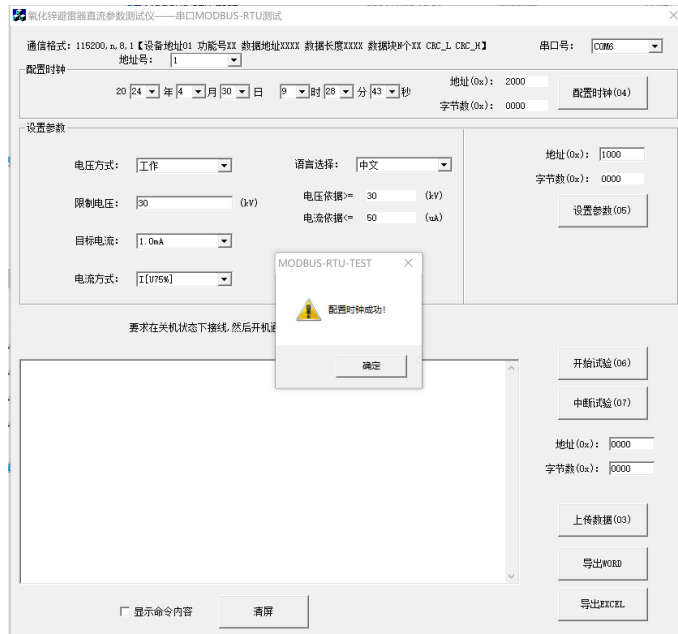 氧化锌避雷器直流参数测试仪——串口MODBUS-RTU测试
通信格式: 115200,n,8,1【设备地址01 功能号XX 数据地址XXXX 数据长度XXXX 数据块N个XX CRC_L CRC_H】 串口号: COM6
地址号: 1
配置时钟
20 24 年 4 月 30 日 9 时 28 分 43 秒
地址(0x): 2000
字节数(0x): 0000
配置时钟(04)
设置参数
电压方式: 工作 语言选择: 中文
限制电压: 30 (kV) 电压依据>= 30 (kV)
电流依据<= 50 (uA)
目标电流: 1.0mA
电流方式: I[U75%]
地址(0x): 1000
字节数(0x): 0000
设置参数(05)
MODBUS-RTU-TEST
配置时钟成功!
确定
要求在关机状态下接线,然后开机
开始试验(06)
中断试验(07)
地址(0x): 0000
字节数(0x): 0000
上传数据(03)
导出WORD
导出EXCEL
显示命令内容 清屏